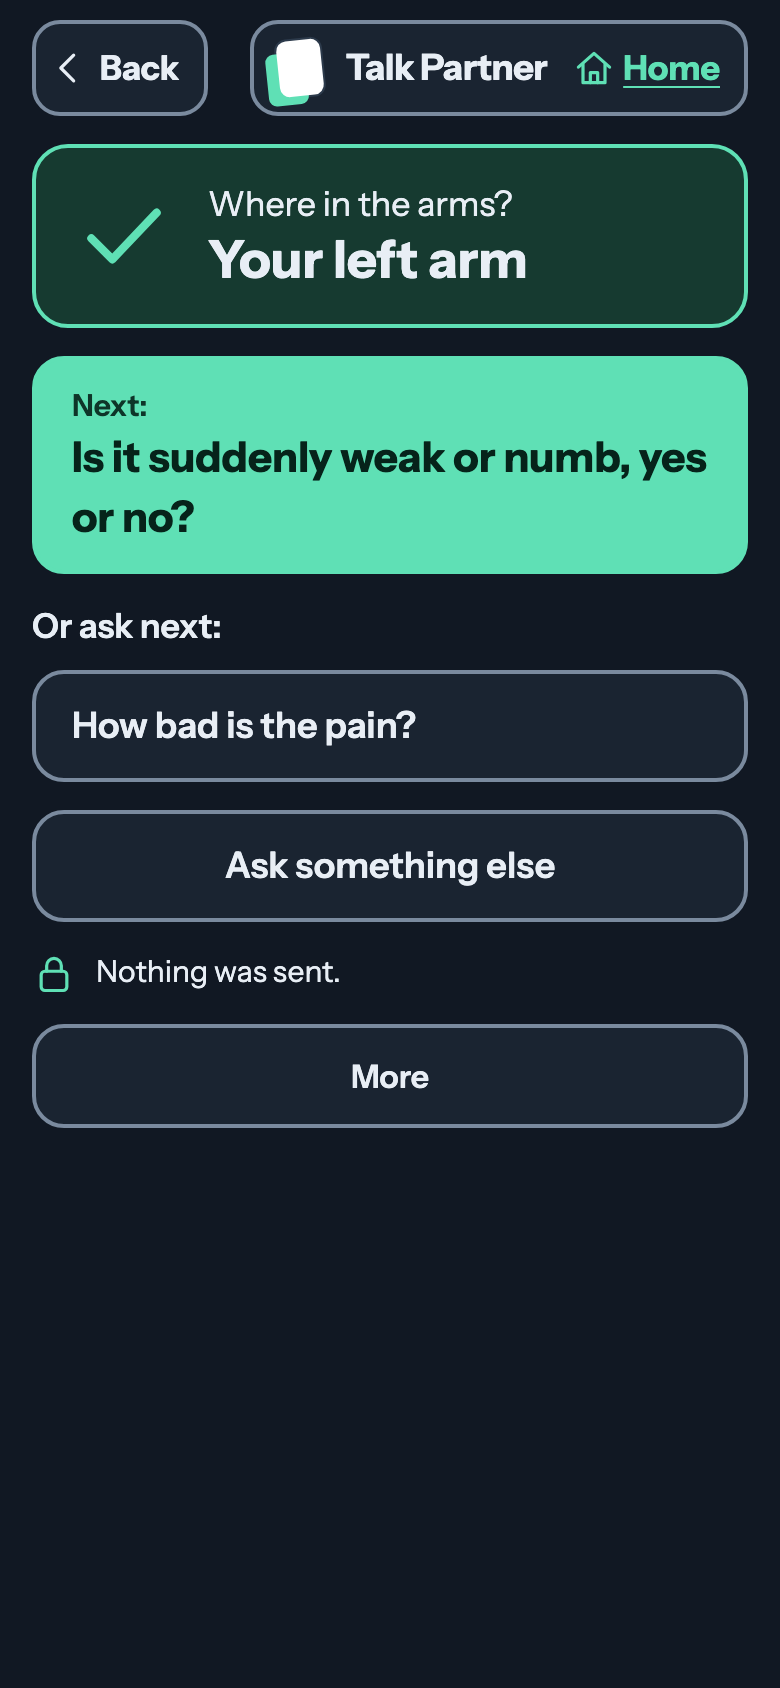 Back
Talk Partner
Home
Where in the arms?
Your left arm
Next:
Is it suddenly weak or numb, yes
or no?
Or ask next:
How bad is the pain?
Ask something else
Nothing was sent.
More